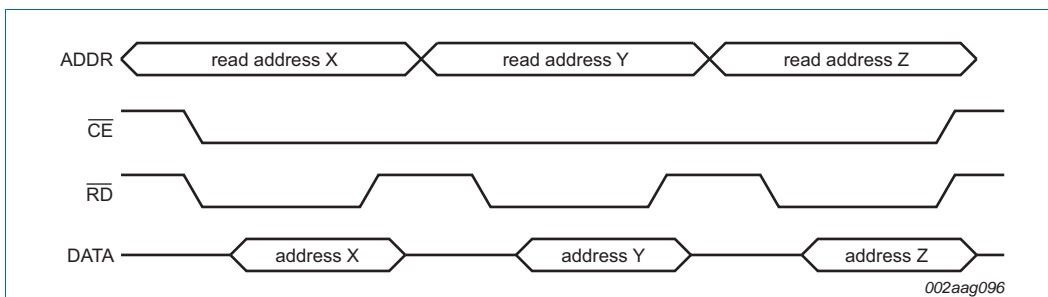 ADDR read address X read address Y read address Z
CE
RD
DATA address X address Y address Z
002aag096